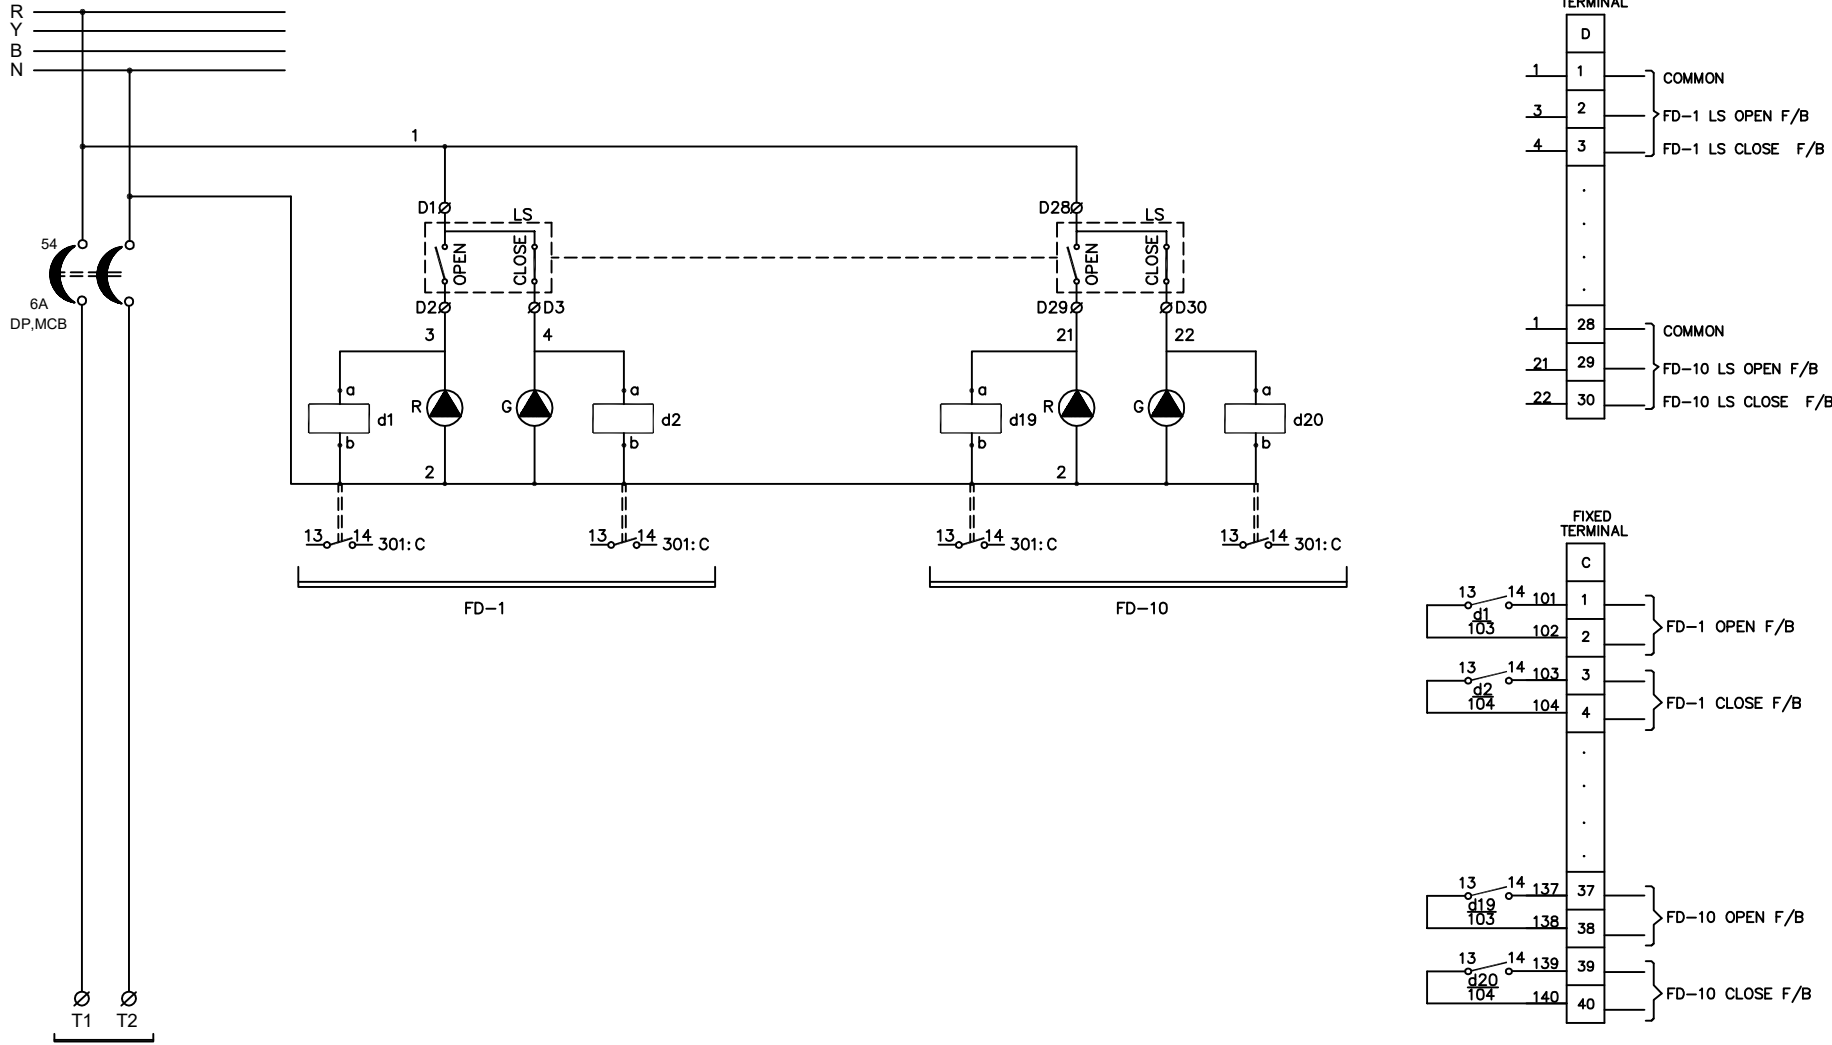 R
Y
B
N
54
6A
DP,MCB
T1 T2
1
D1
LS
OPEN
CLOSE
D2 D3
3 4
a a
R G
d1 d2
b b
2
13 14 301:C
13 14 301:C
FD-1
D28
LS
OPEN
CLOSE
D29 D30
21 22
a a
R G
d19 d20
b b
2
13 14 301:C
13 14 301:C
FD-10
TERMINAL
D
1 1 COMMON
3 2 FD-1 LS OPEN F/B
4 3 FD-1 LS CLOSE F/B
.
.
.
1 28 COMMON
21 29 FD-10 LS OPEN F/B
22 30 FD-10 LS CLOSE F/B
FIXED
TERMINAL
C
13 14 101 1
d1
103 102 2
FD-1 OPEN F/B
13 14 103 3
d2
104 104 4
FD-1 CLOSE F/B
.
.
.
.
13 14 137 37
d19
103 138 38
FD-10 OPEN F/B
13 14 139 39
d20
104 140 40
FD-10 CLOSE F/B